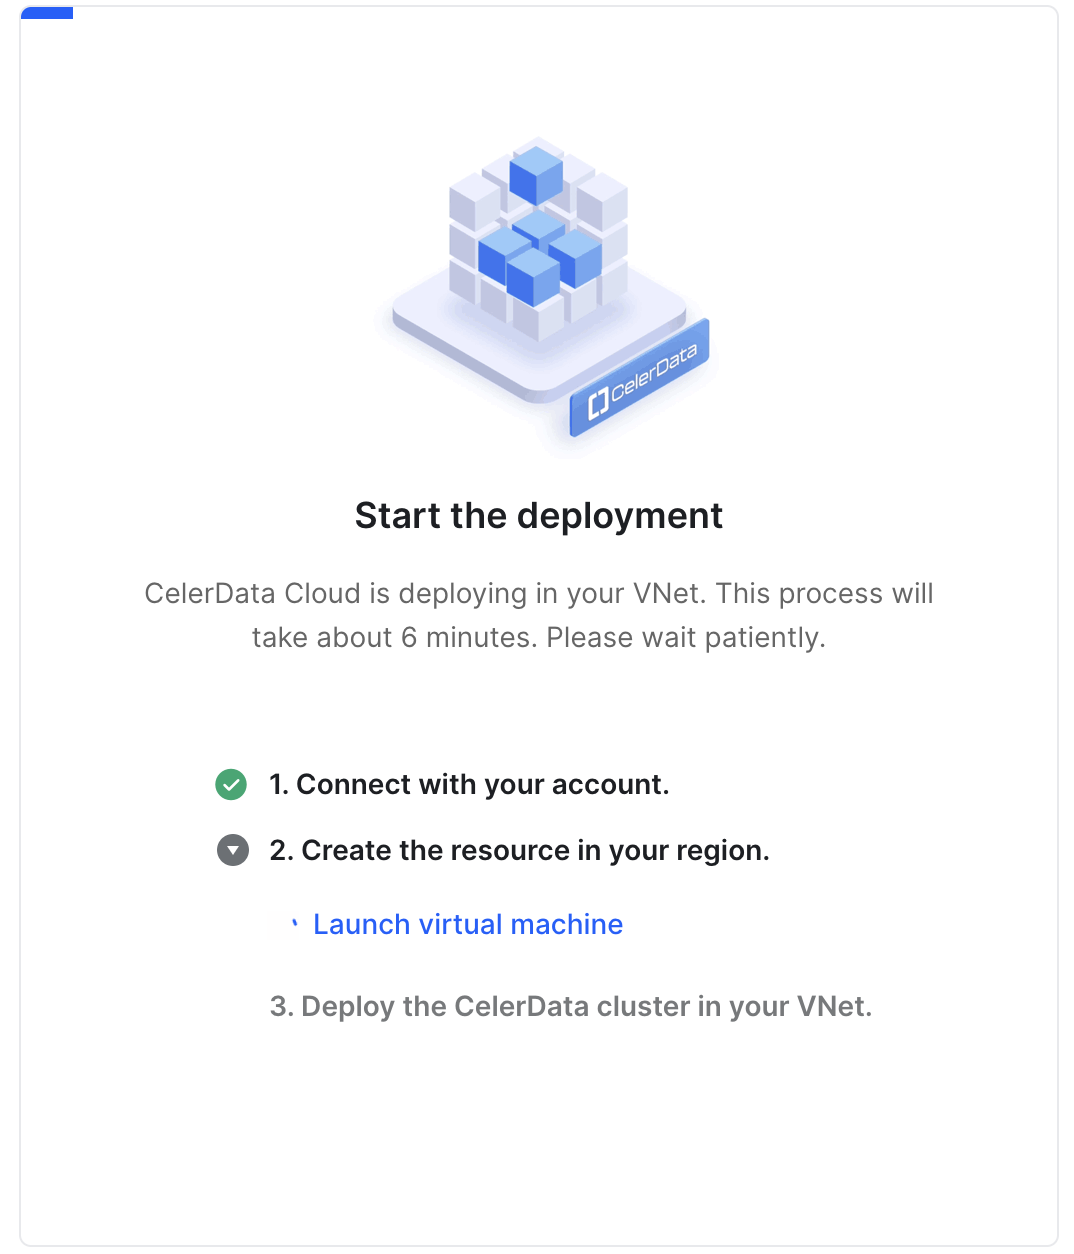 CelerData
Start the deployment
CelerData Cloud is deploying in your VNet. This process will
take about 6 minutes. Please wait patiently.
1. Connect with your account.
2. Create the resource in your region.
Launch virtual machine
3. Deploy the CelerData cluster in your VNet.